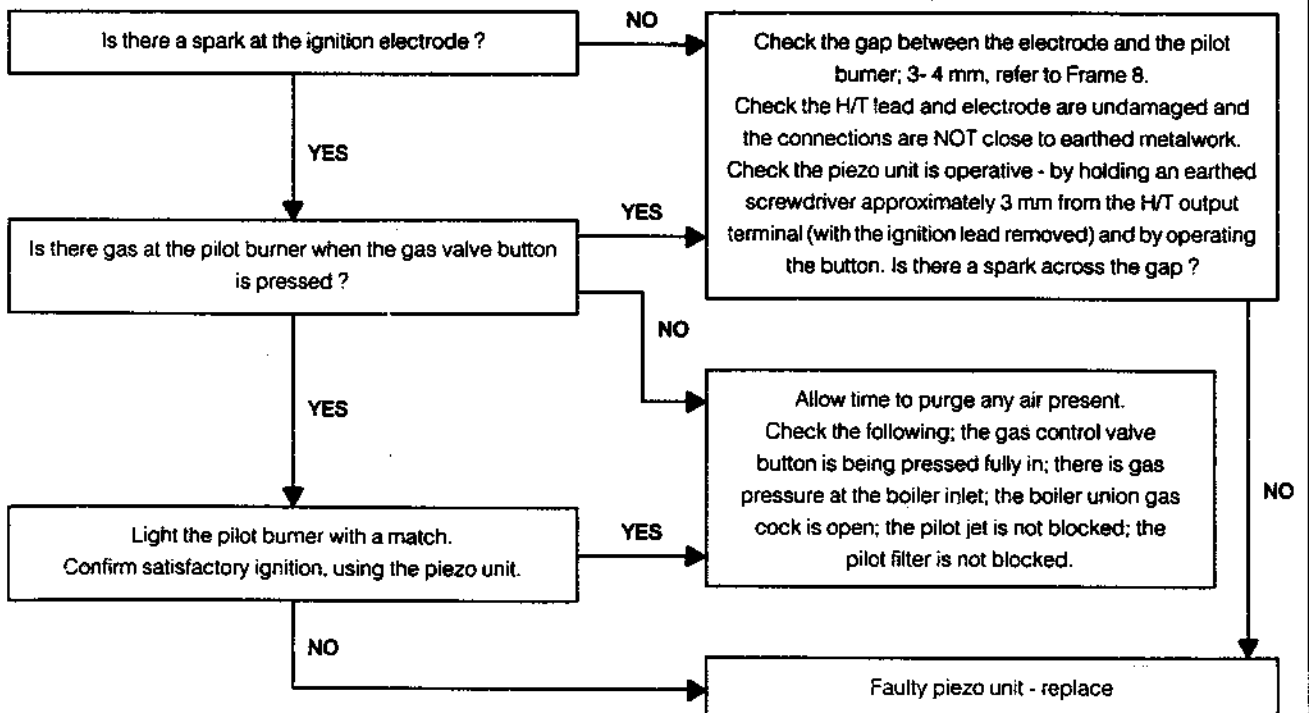 Is there a spark at the ignition electrode ?
NO
Check the gap between the electrode and the pilot
burner; 3- 4 mm, refer to Frame 8.
Check the H/T lead and electrode are undamaged and
the connections are NOT close to earthed metalwork.
Check the piezo unit is operative - by holding an earthed
screwdriver approximately 3 mm from the H/T output
terminal (with the ignition lead removed) and by operating
the button. Is there a spark across the gap ?
YES
Is there gas at the pilot burner when the gas valve button
is pressed ?
YES
NO
YES
Allow time to purge any air present.
Check the following; the gas control valve
button is being pressed fully in; there is gas
pressure at the boiler inlet; the boiler union gas
cock is open; the pilot jet is not blocked; the
pilot filter is not blocked.
NO
Light the pilot burner with a match.
Confirm satisfactory ignition, using the piezo unit.
YES
NO
Faulty piezo unit - replace